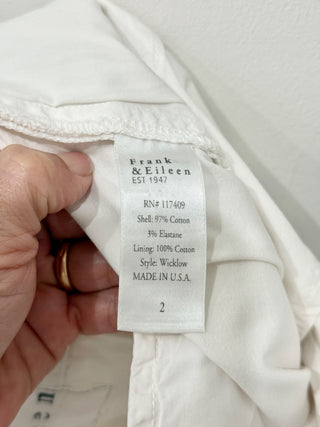 Frank
& Eileen
EST 1947
RN# 117409
Shell: 97% Cotton
3% Elastane
Lining: 100% Cotton
Style: Wicklow
MADE IN U.S.A.
2